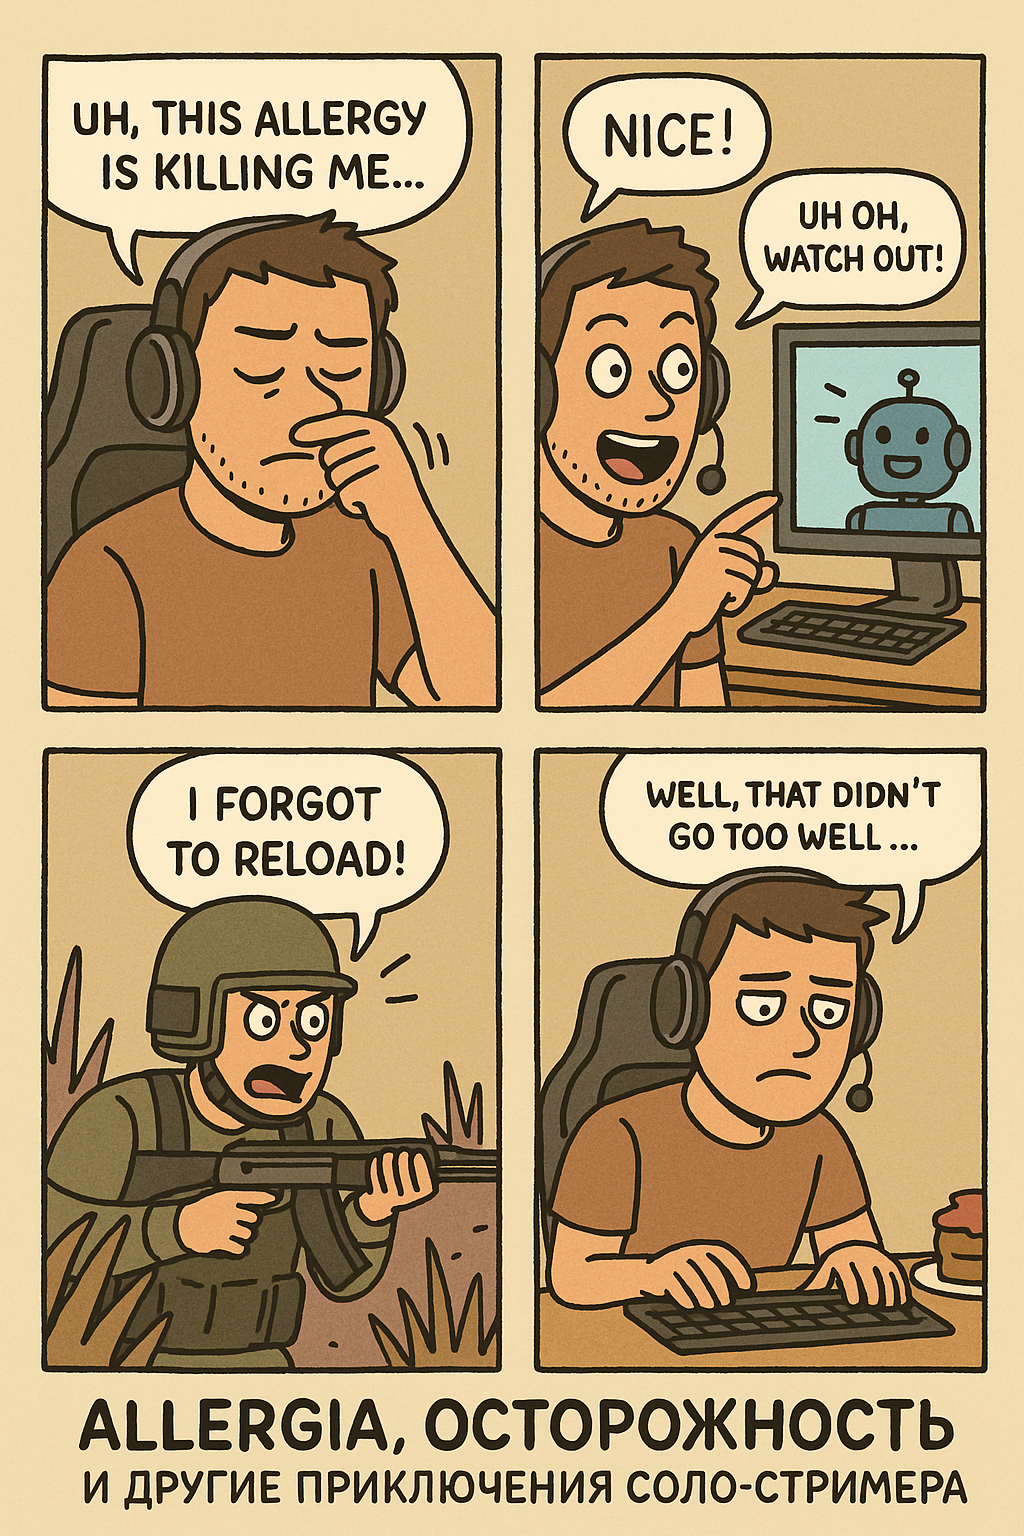 UH, THIS ALLERGY
IS KILLING ME...
NICE!
UH OH,
WATCH OUT!
I FORGOT
TO RELOAD!
WELL, THAT DIDN'T
GO TOO WELL ...
ALLERGIA, ОСТОРОЖНОСТЬ
И ДРУГИЕ ПРИКЛЮЧЕНИЯ СОЛО-СТРИМЕРА